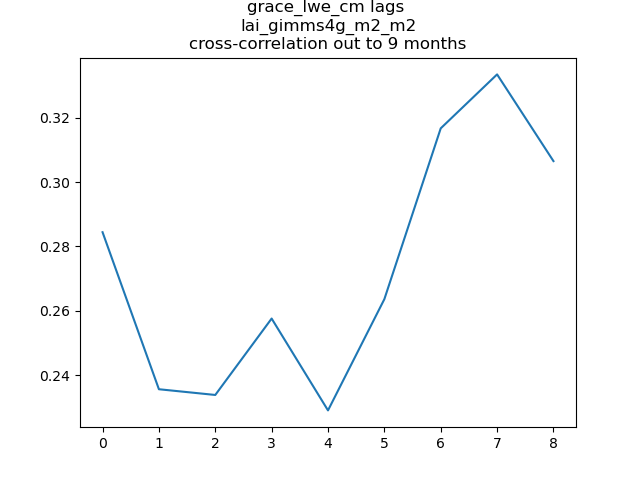 grace_lwe_cm lags
lai_gimms4g_m2_m2
cross-correlation out to 9 months
0.32
0.30
0.28
0.26
0.24
0 1 2 3 4 5 6 7 8